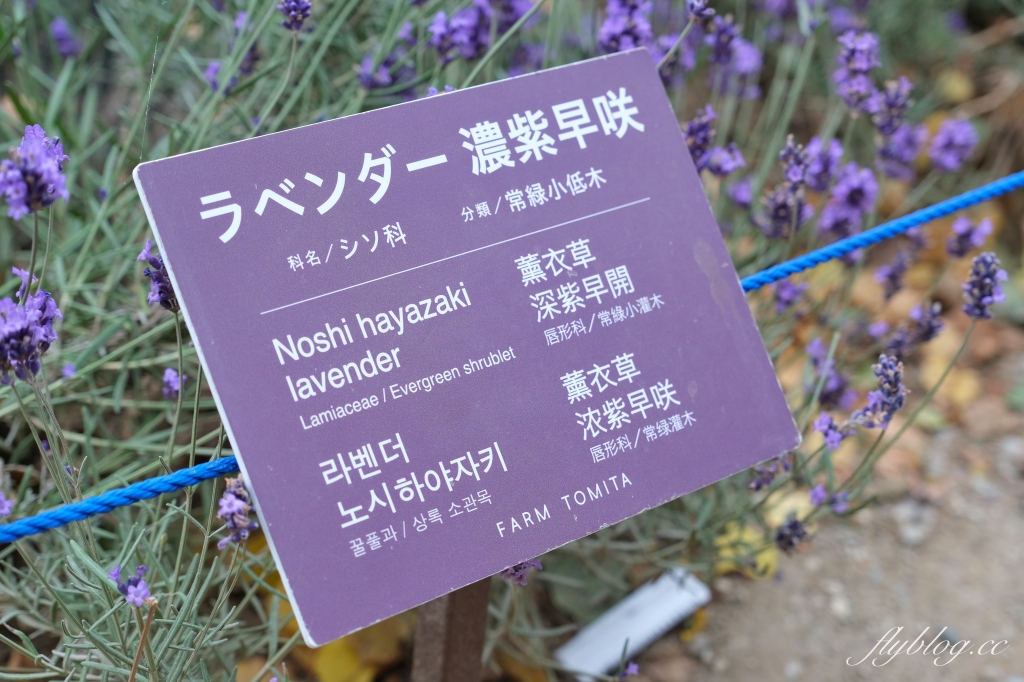 ラベンダー 濃紫早咲
科名/シソ科 分類/常緑小低木
Noshi hayazaki
lavender
Lamiaceae / Evergreen shrublet
薰衣草
深紫早開
唇形科/常綠小灌木
라벤더
노시하야자키
꿀풀과 / 상록 소관목
薰衣草
浓紫早咲
唇形科/常绿灌木
FARM TOMITA
flyblog.cc